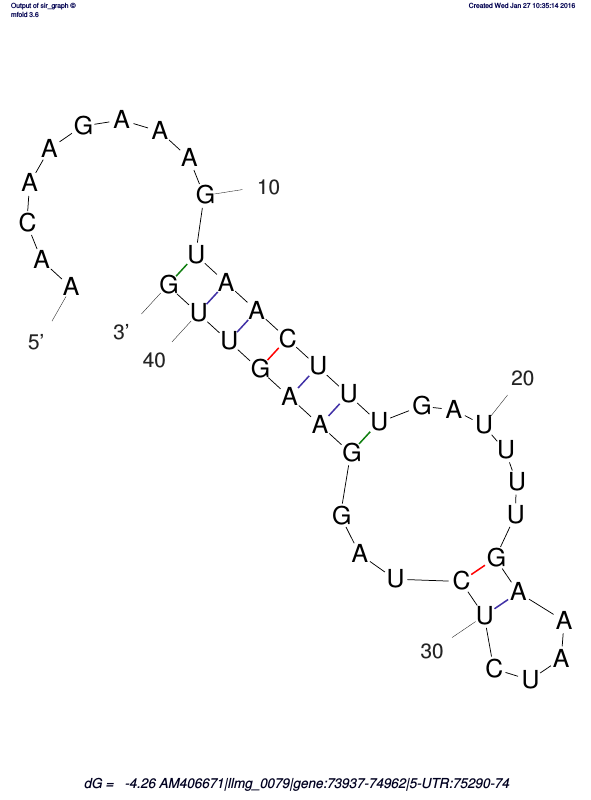 Output of sir_graph ©
mfold 3.6
Created Wed Jan 27 10:35:14 2016
5'
A A C A A G A A A G
10
U A A C U U U G A U
20
U U U G A A A U C U
30
C U A G G A A G U U
40
G
3'
dG = -4.26 AM406671|llmg_0079|gene:73937-74962|5-UTR:75290-74